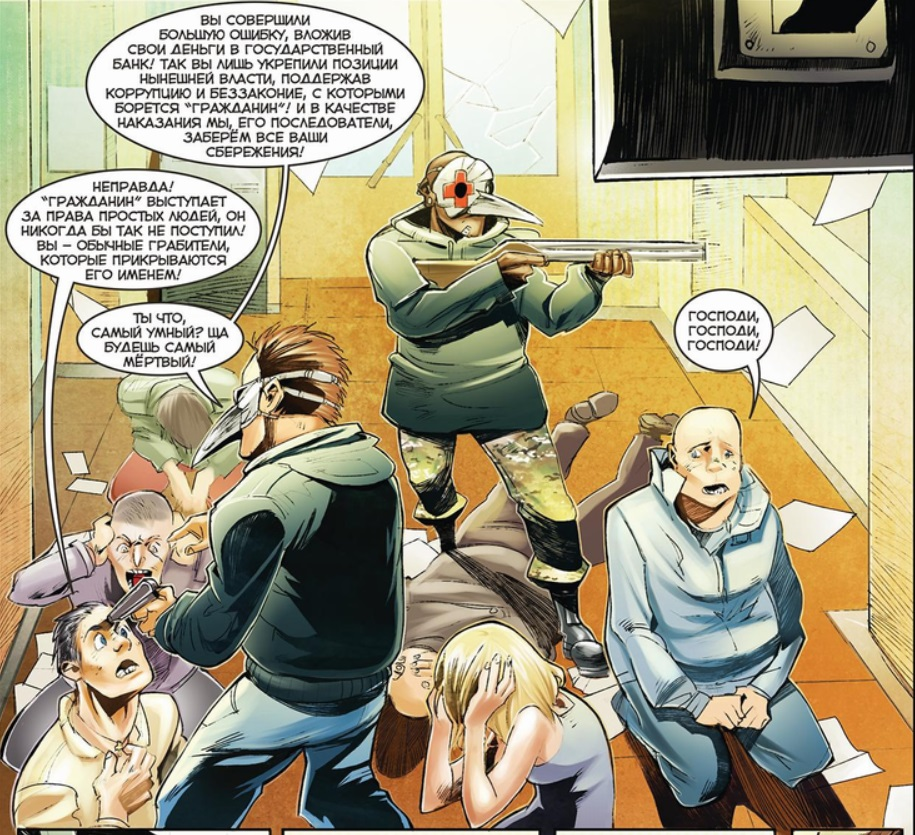 ВЫ СОВЕРШИЛИ
БОЛЬШУЮ ОШИБКУ, ВЛОЖИВ
СВОИ ДЕНЬГИ В ГОСУДАРСТВЕННЫЙ
БАНК! ТАК ВЫ ЛИШЬ УКРЕПИЛИ ПОЗИЦИИ
НЫНЕШНЕЙ ВЛАСТИ, ПОДДЕРЖАВ
КОРРУПЦИЮ И БЕЗЗАКОНИЕ, С КОТОРЫМИ
БОРЕТСЯ "ГРАЖДАНИН"! И В КАЧЕСТВЕ
НАКАЗАНИЯ МЫ, ЕГО ПОСЛЕДОВАТЕЛИ,
ЗАБЕРЁМ ВСЕ ВАШИ
СБЕРЕЖЕНИЯ!
НЕПРАВДА!
"ГРАЖДАНИН" ВЫСТУПАЕТ
ЗА ПРАВА ПРОСТЫХ ЛЮДЕЙ, ОН
НИКОГДА БЫ ТАК НЕ ПОСТУПИЛ!
ВЫ – ОБЫЧНЫЕ ГРАБИТЕЛИ,
КОТОРЫЕ ПРИКРЫВАЮТСЯ
ЕГО ИМЕНЕМ!
ТЫ ЧТО,
САМЫЙ УМНЫЙ? ЩА
БУДЕШЬ САМЫЙ
МЁРТВЫЙ!
ГОСПОДИ,
ГОСПОДИ,
ГОСПОДИ!